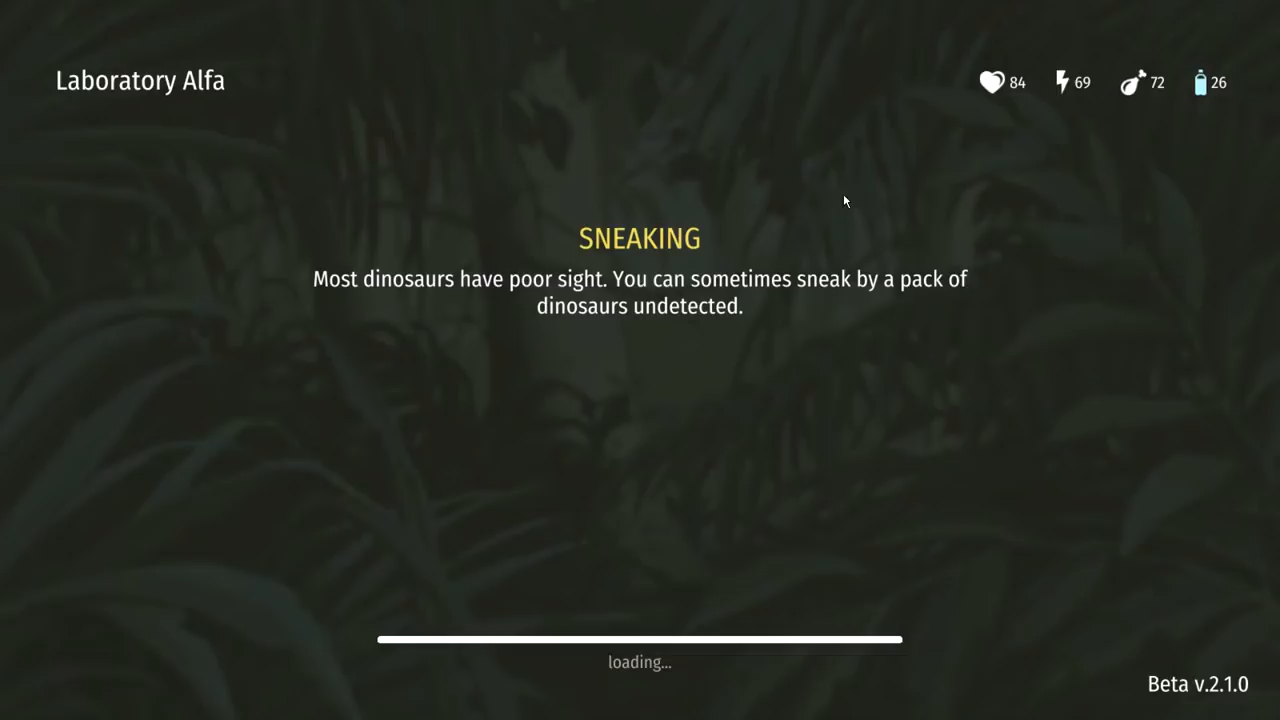 Laboratory Alfa
84 69 72 26
SNEAKING
Most dinosaurs have poor sight. You can sometimes sneak by a pack of
dinosaurs undetected.
loading...
Beta v.2.1.0